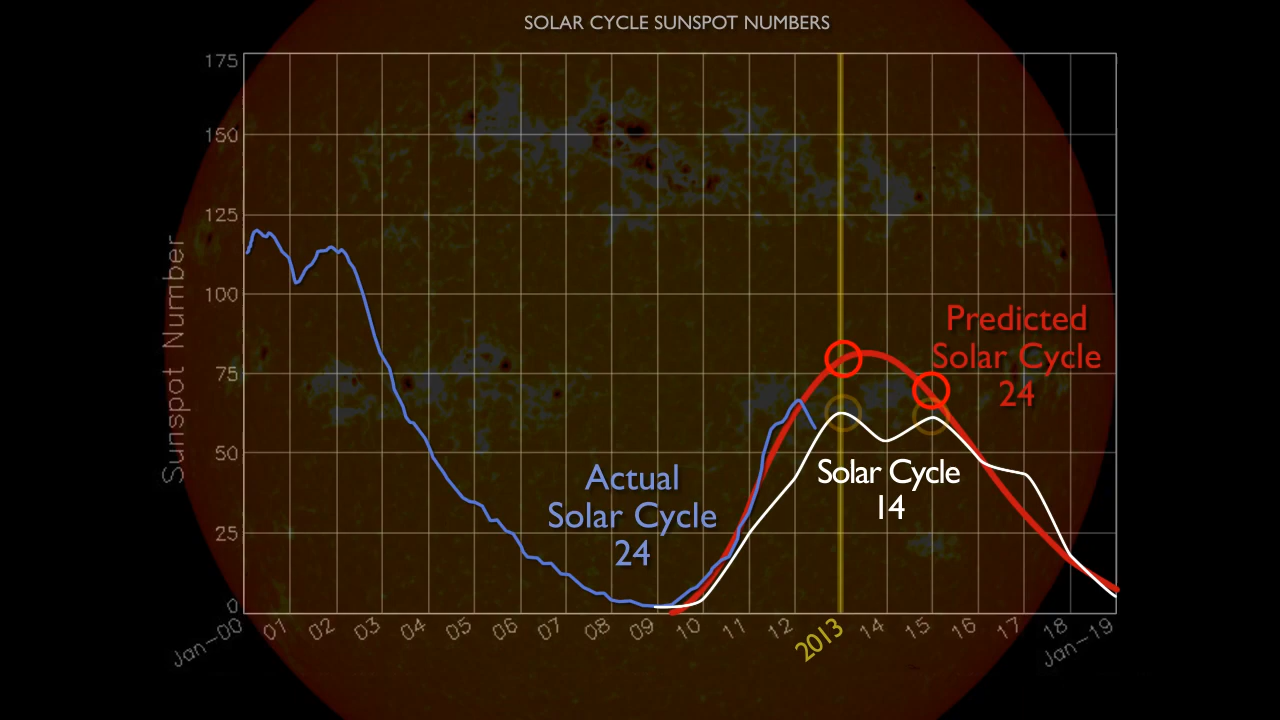 SOLAR CYCLE SUNSPOT NUMBERS
175
150
125
100
75
50
25
0
Sunspot Number
Predicted
Solar Cycle
24
Actual
Solar Cycle
24
Solar Cycle
14
Jan-00 01 02 03 04 05 06 07 08 09 10 11 12 2013 14 15 16 17 18 Jan-19